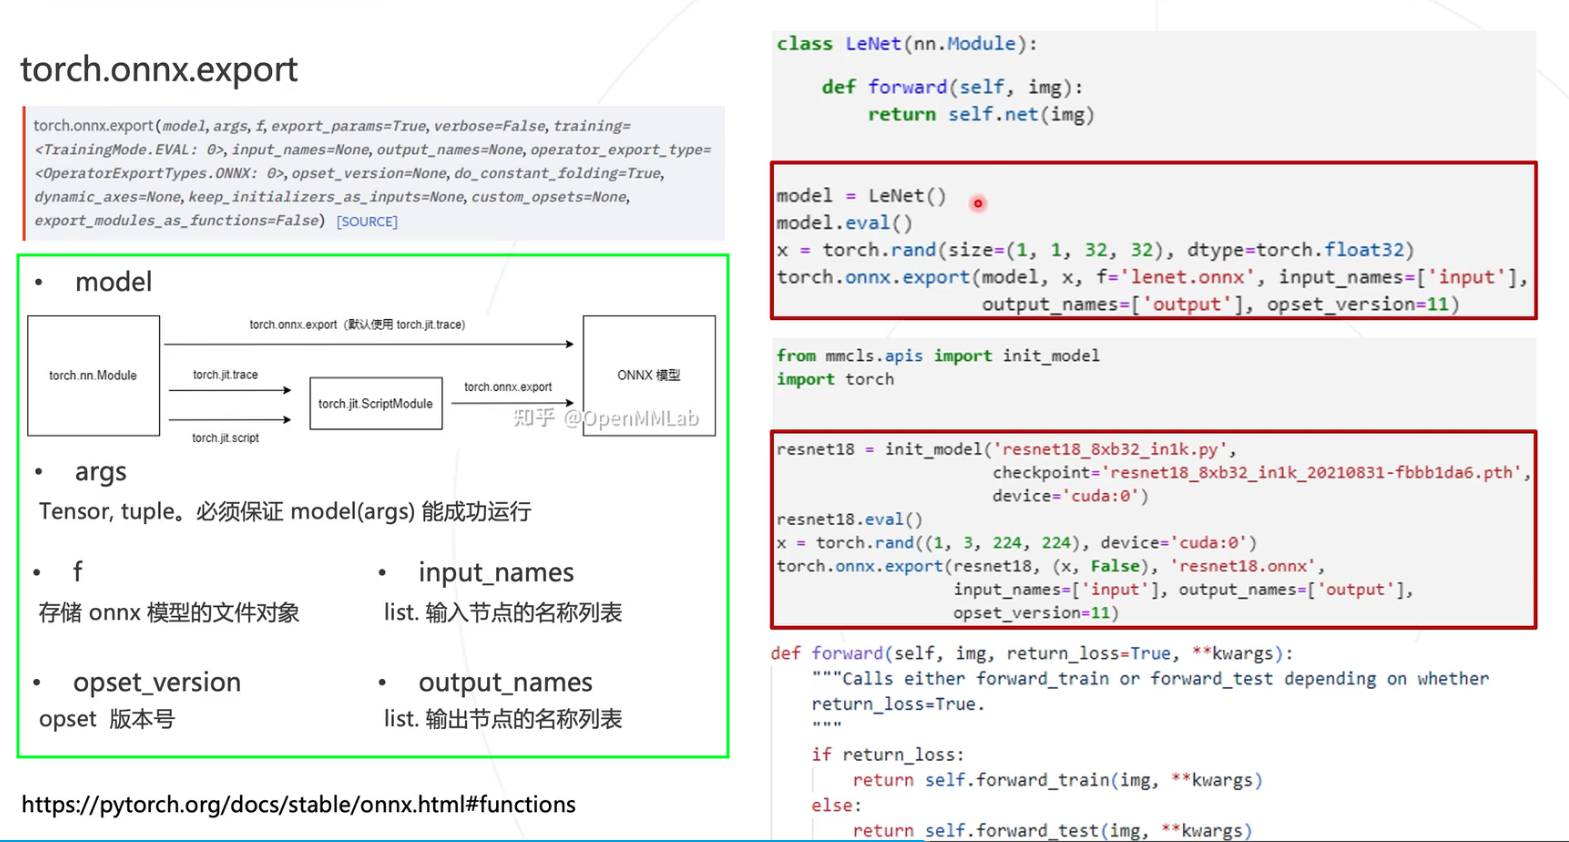 torch.onnx.export
torch.onnx.export(model, args, f, export_params=True, verbose=False, training=
<TrainingMode.EVAL: 0>, input_names=None, output_names=None, operator_export_type=
<OperatorExportTypes.ONNX: 0>, opset_version=None, do_constant_folding=True,
dynamic_axes=None, keep_initializers_as_inputs=None, custom_opsets=None,
export_modules_as_functions=False) [SOURCE]
• model
torch.onnx.export（默认使用 torch.jit.trace)
torch.nn.Module
torch.jit.trace
torch.jit.script
torch.jit.ScriptModule
torch.onnx.export
ONNX 模型
知乎 @OpenMMLab
• args
Tensor, tuple。必须保证 model(args) 能成功运行
• f
存储 onnx 模型的文件对象
• input_names
list. 输入节点的名称列表
• opset_version
opset 版本号
• output_names
list. 输出节点的名称列表
https://pytorch.org/docs/stable/onnx.html#functions
class LeNet(nn.Module):
def forward(self, img):
return self.net(img)
model = LeNet()
model.eval()
x = torch.rand(size=(1, 1, 32, 32), dtype=torch.float32)
torch.onnx.export(model, x, f='lenet.onnx', input_names=['input'],
output_names=['output'], opset_version=11)
from mmcls.apis import init_model
import torch
resnet18 = init_model('resnet18_8xb32_in1k.py',
checkpoint='resnet18_8xb32_in1k_20210831-fbbb1da6.pth',
device='cuda:0')
resnet18.eval()
x = torch.rand((1, 3, 224, 224), device='cuda:0')
torch.onnx.export(resnet18, (x, False), 'resnet18.onnx',
input_names=['input'], output_names=['output'],
opset_version=11)
def forward(self, img, return_loss=True, **kwargs):
"""Calls either forward_train or forward_test depending on whether
return_loss=True.
"""
if return_loss:
return self.forward_train(img, **kwargs)
else:
return self.forward_test(img, **kwargs)